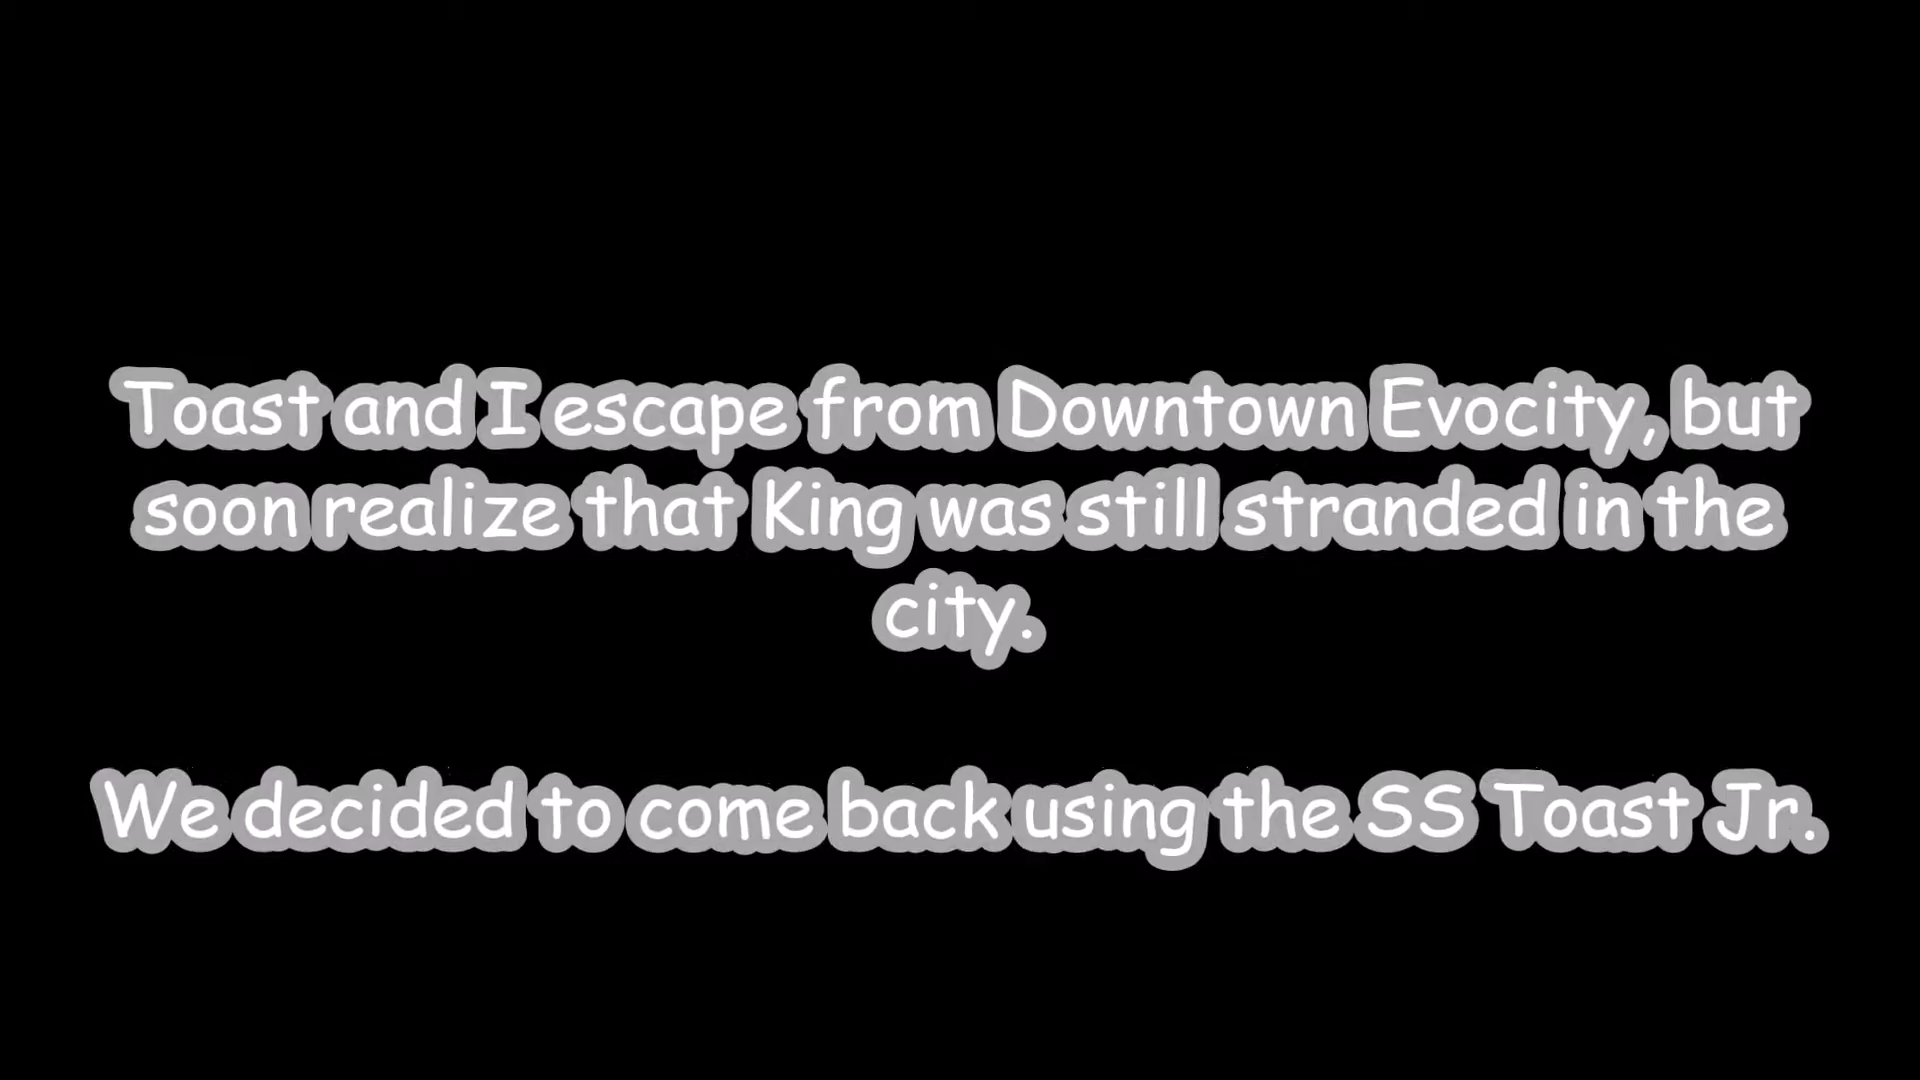 Toast and I escape from Downtown Evocity, but
soon realize that King was still stranded in the
city.
We decided to come back using the SS Toast Jr.